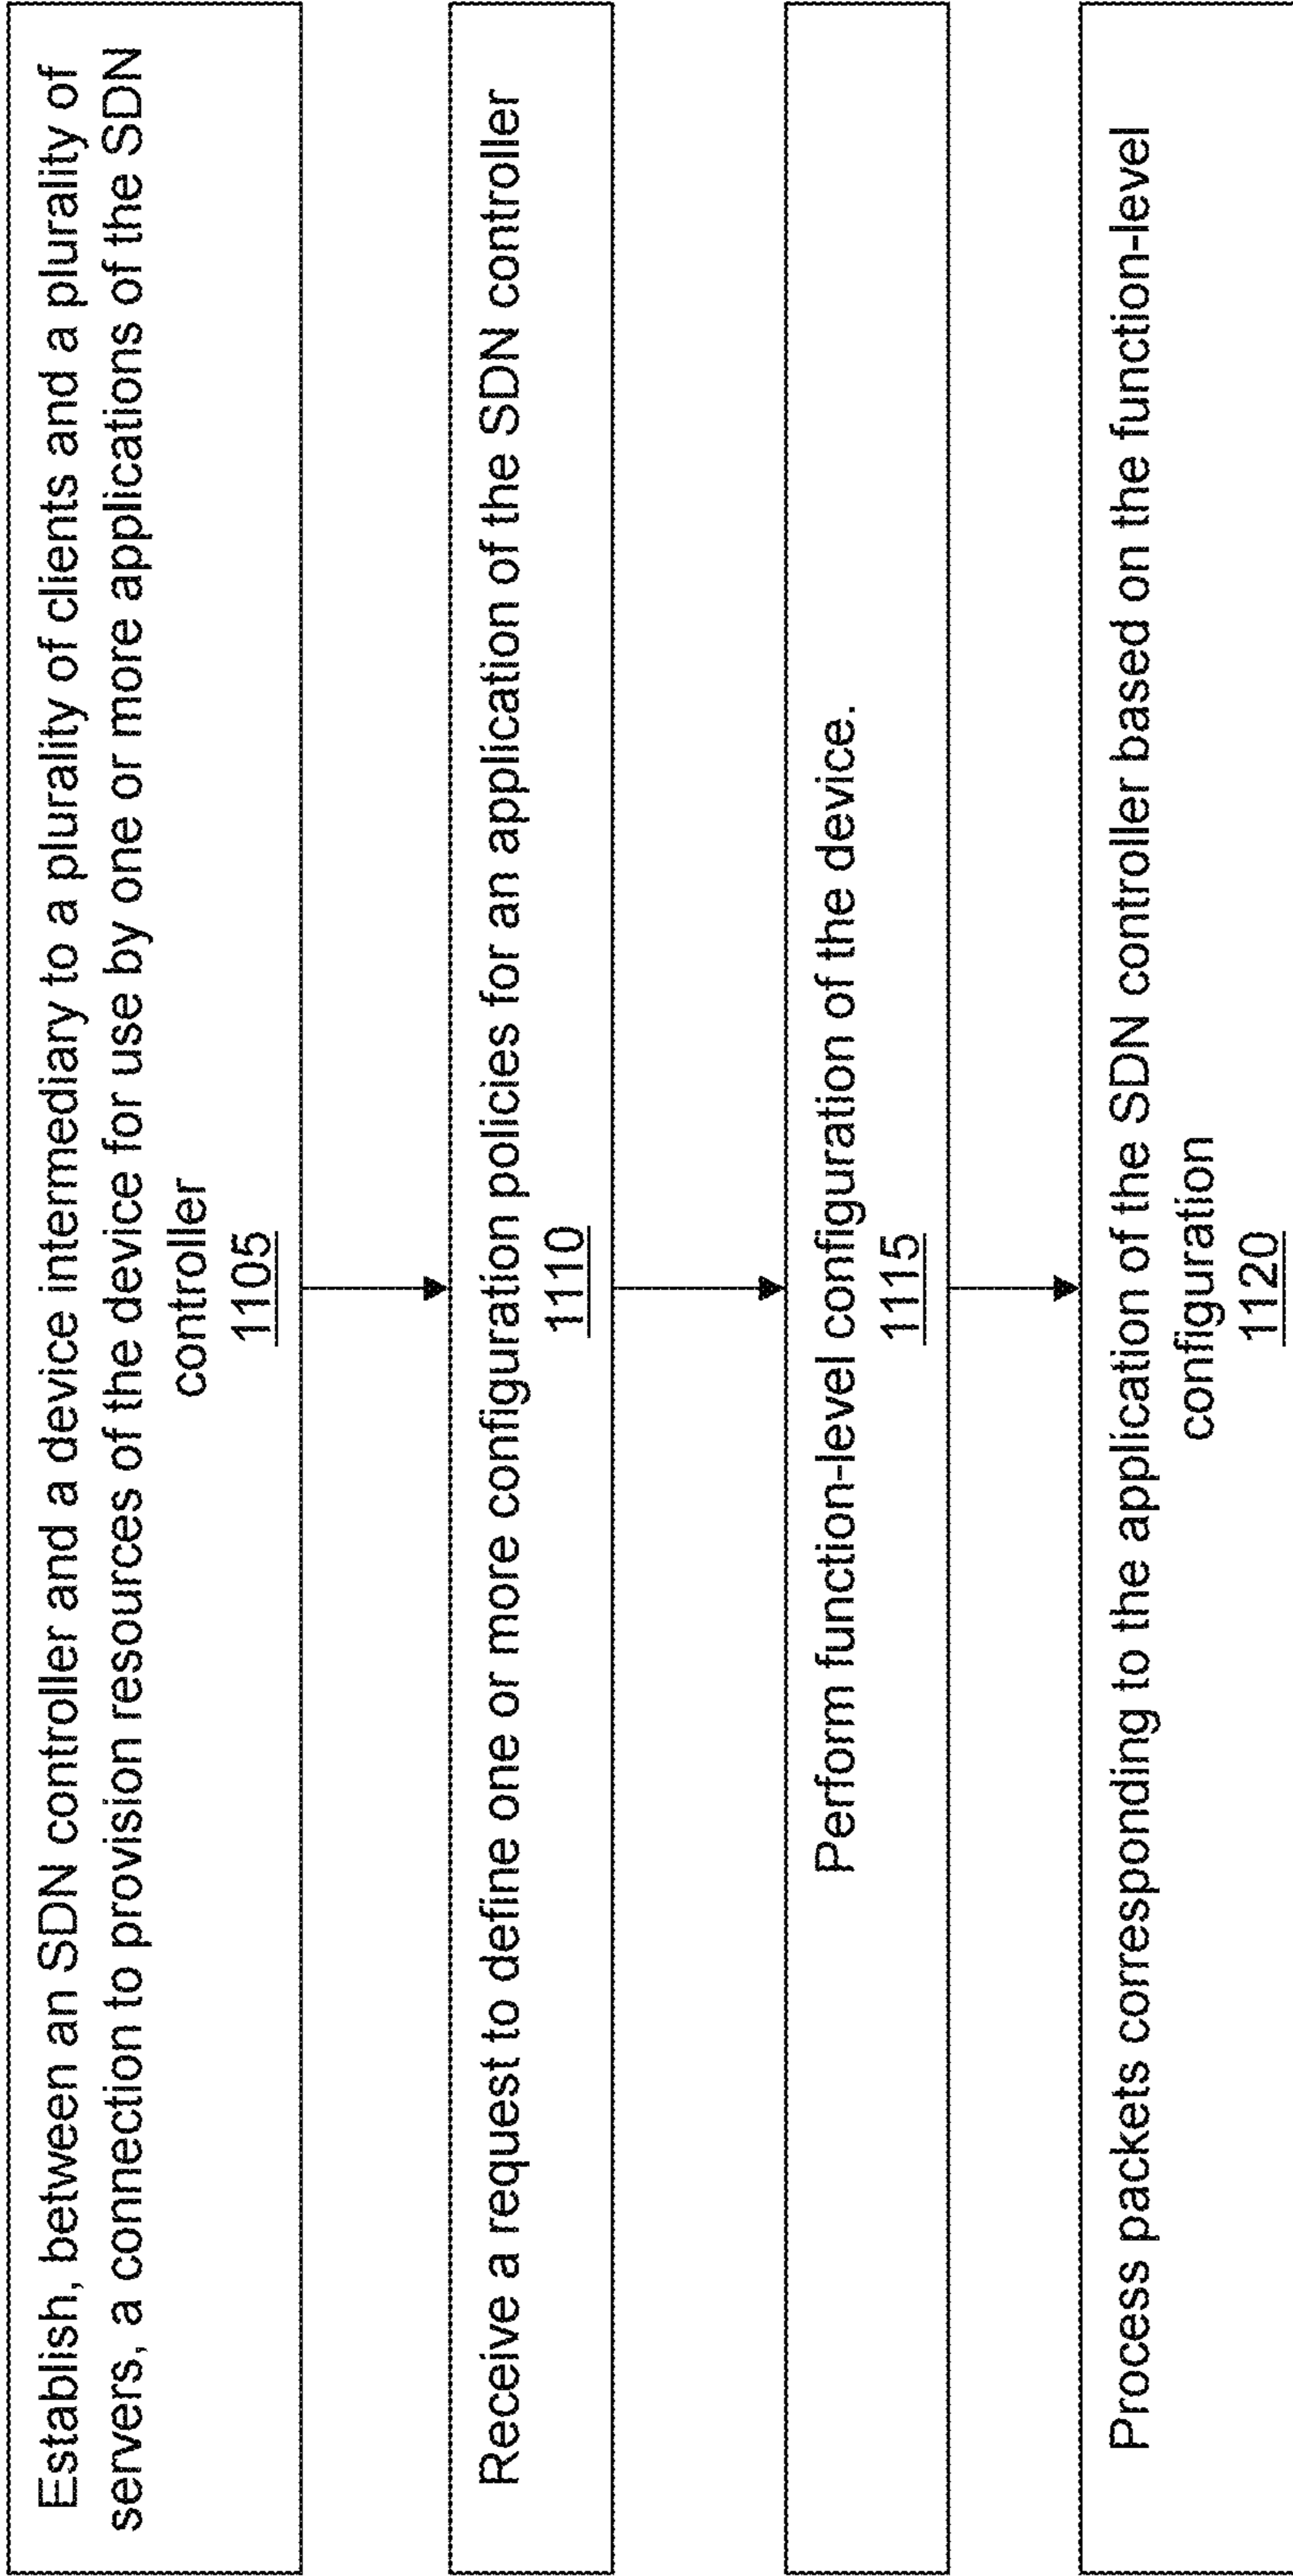 Establish, between an SDN controller and a device intermediary to a plurality of clients and a plurality of
servers, a connection to provision resources of the device for use by one or more applications of the SDN
controller
1105
Receive a request to define one or more configuration policies for an application of the SDN controller
1110
Perform function-level configuration of the device.
1115
Process packets corresponding to the application of the SDN controller based on the function-level
configuration
1120